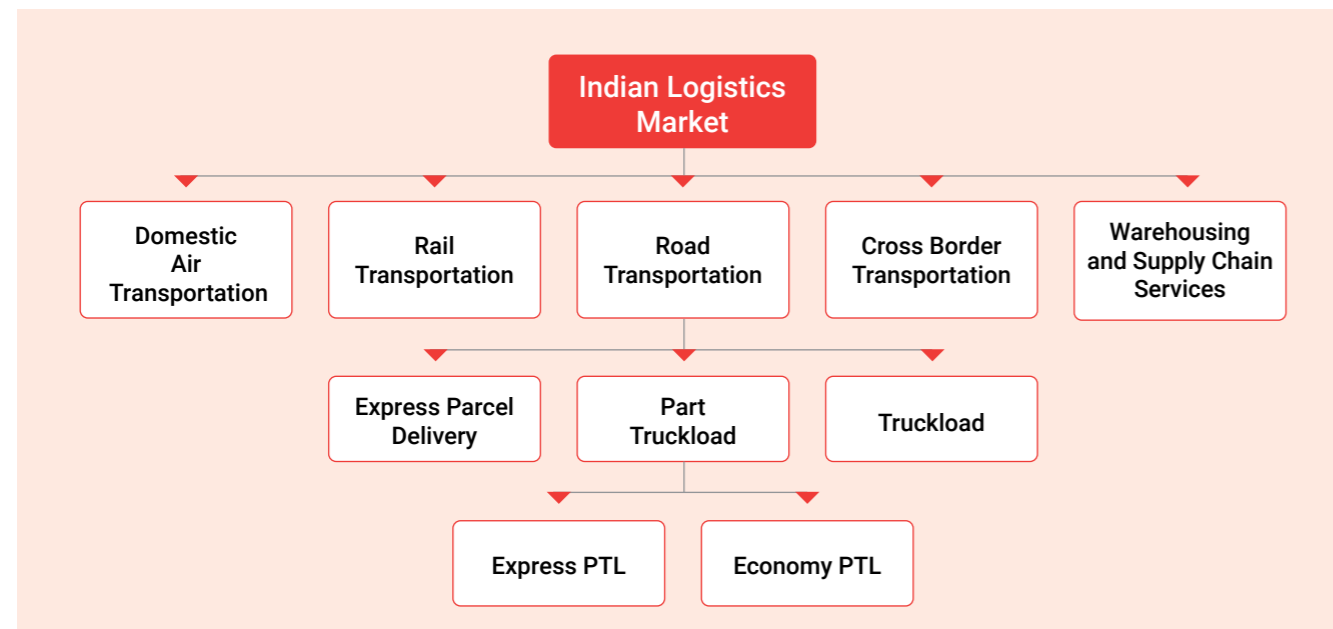 Indian Logistics
Market
Domestic
Air
Transportation
Rail
Transportation
Road
Transportation
Cross Border
Transportation
Warehousing
and Supply Chain
Services
Express Parcel
Delivery
Part
Truckload
Truckload
Express PTL
Economy PTL